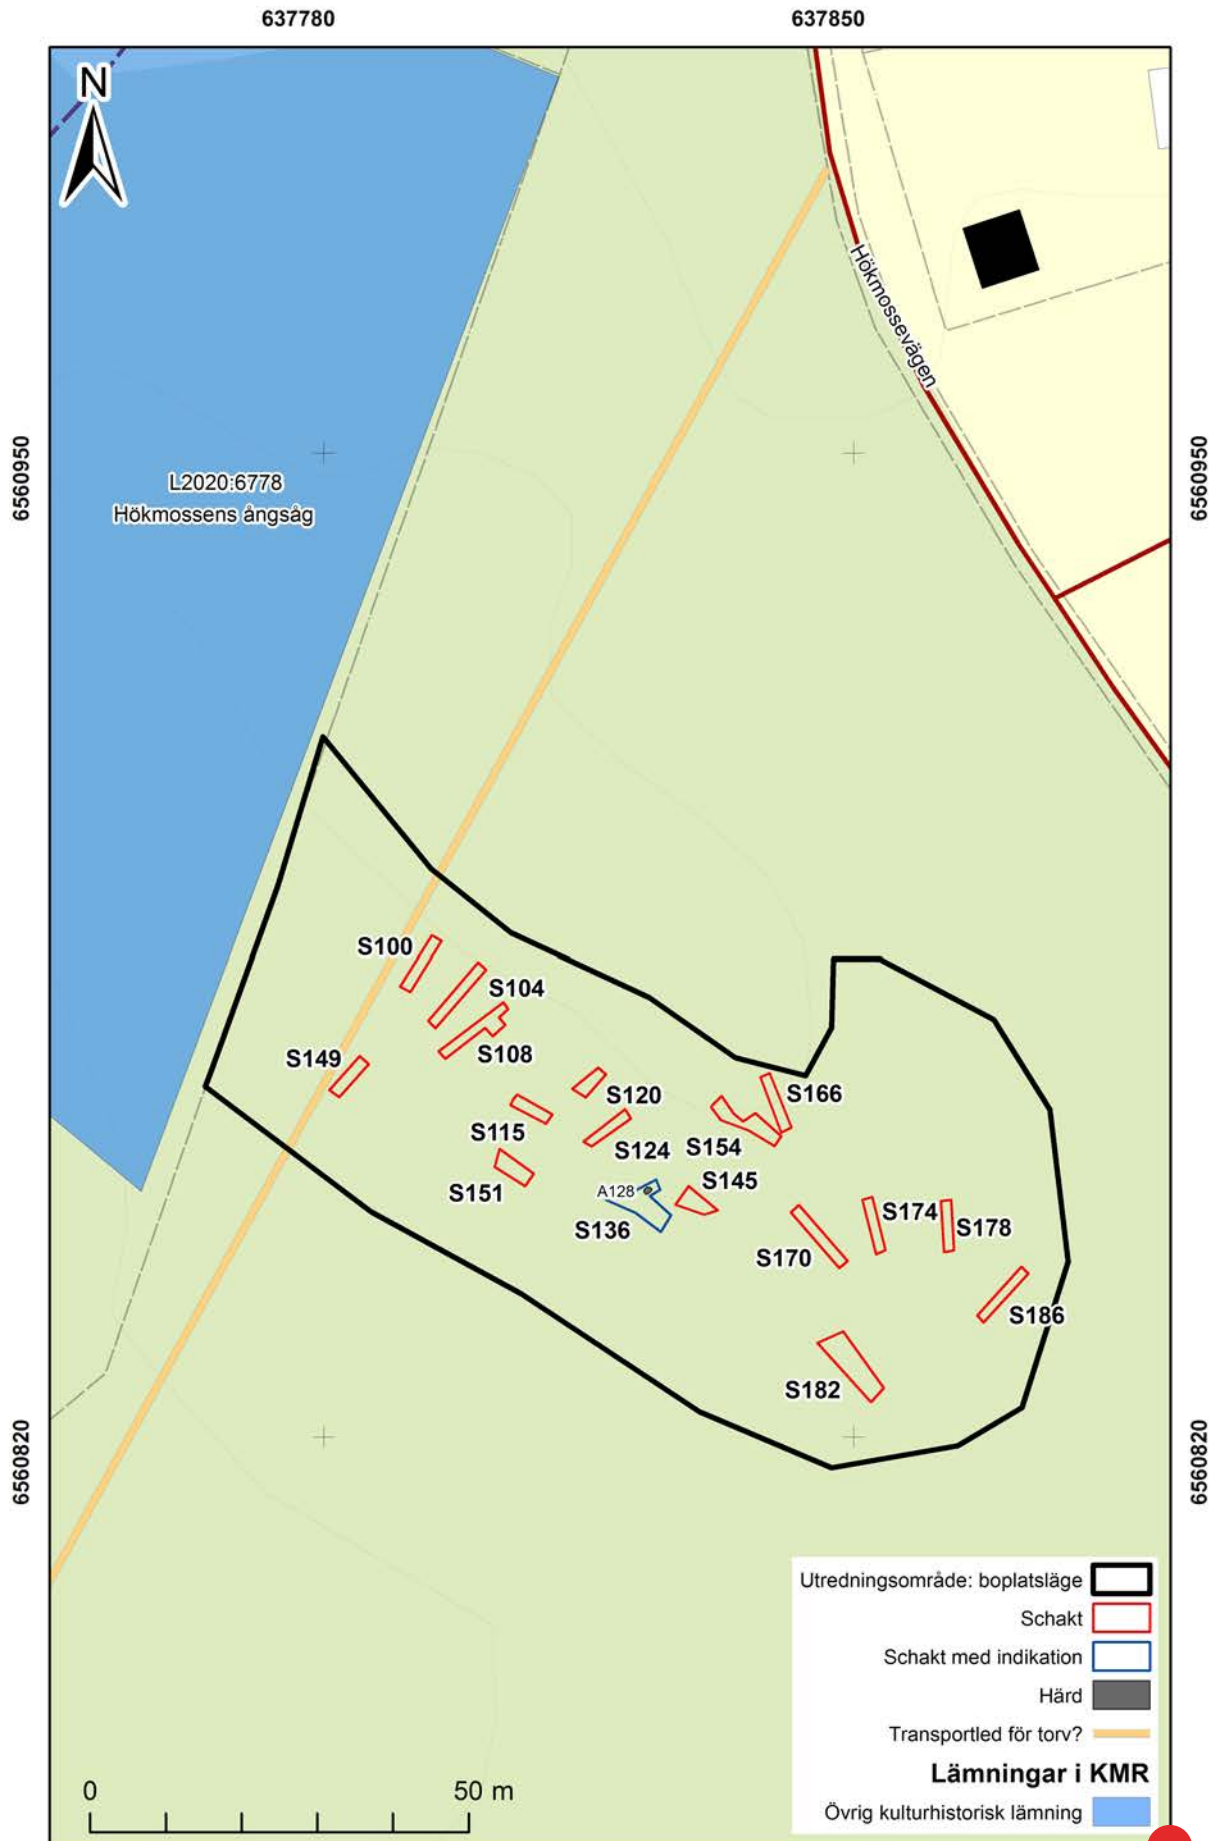 637780
637850
N
Hökmossevägen
6560950
6560950
L2020:6778
Hökmossens ångsåg
S100
S104
S108
S149
S120
S166
S115
S124
S154
S151
A128
S145
S136
S174
S178
S170
S186
S182
6560820
6560820
Utredningsområde: boplatsläge
Schakt
Schakt med indikation
Härd
Transportled för torv?
Lämningar i KMR
Övrig kulturhistorisk lämning
0 50 m